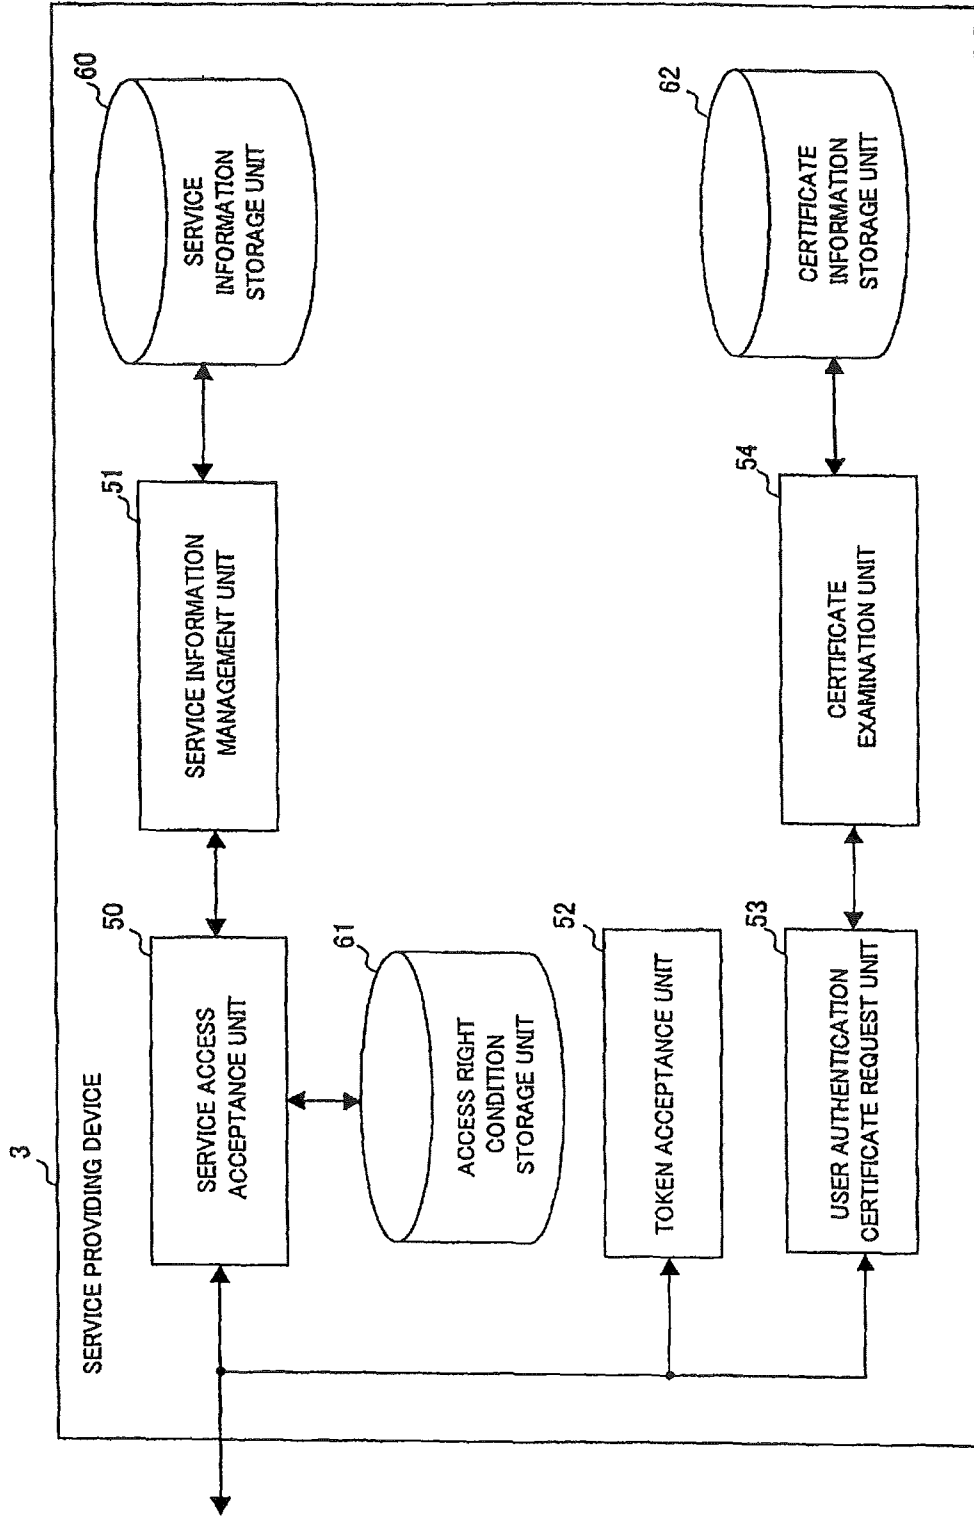 3
SERVICE PROVIDING DEVICE
50
SERVICE ACCESS
ACCEPTANCE UNIT
51
SERVICE INFORMATION
MANAGEMENT UNIT
60
SERVICE
INFORMATION
STORAGE UNIT
61
ACCESS RIGHT
CONDITION
STORAGE UNIT
52
TOKEN ACCEPTANCE UNIT
53
USER AUTHENTICATION
CERTIFICATE REQUEST UNIT
54
CERTIFICATE
EXAMINATION UNIT
62
CERTIFICATE
INFORMATION
STORAGE UNIT